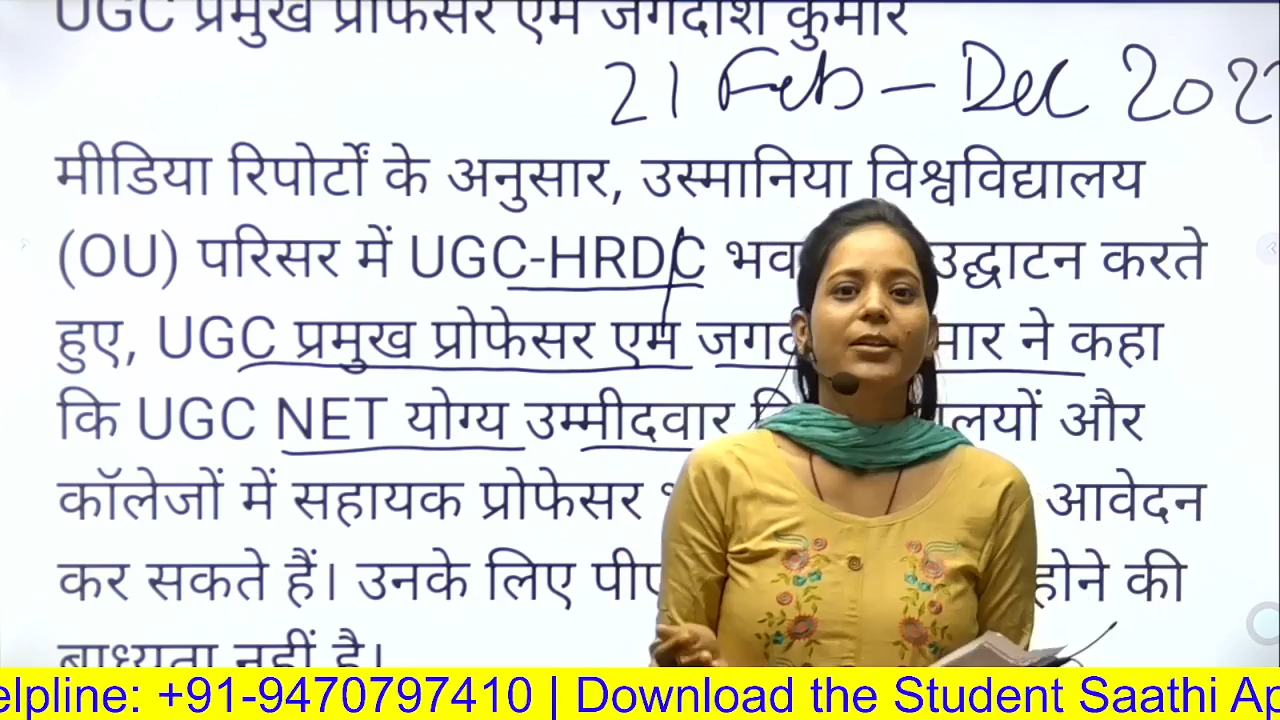 UGC प्रमुख प्रोफेसर एम जगदीश कुमार
21 Feb - Dec 202
मीडिया रिपोर्टों के अनुसार, उस्मानिया विश्वविद्यालय
(OU) परिसर में UGC-HRDC भव उद्घाटन करते
हुए, UGC प्रमुख प्रोफेसर एम जगद मार ने कहा
कि UGC NET योग्य उम्मीदवार लयों और
कॉलेजों में सहायक प्रोफेसर आवेदन
कर सकते हैं। उनके लिए पीए होने की
बाध्यता नहीं है।
elpline: +91-9470797410 | Download the Student Saathi Ap